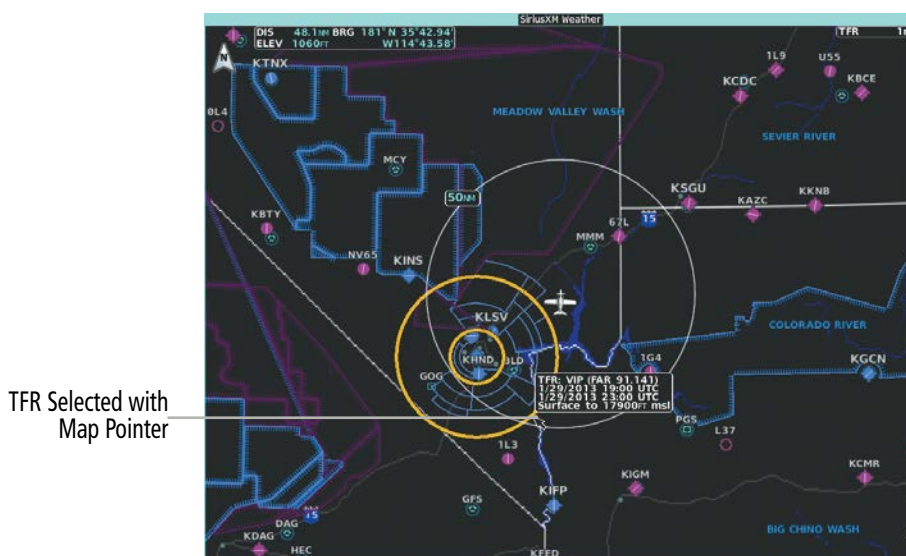 SiriusXM Weather
DIS 48.1NM BRG 181° N 35°42.94'
ELEV 1060FT W114°43.58'
TFR
N
KTNX
1L9
U55
KCDC
KBCE
0L4
MEADOW VALLEY WASH
SEVIER RIVER
MCY
50NM
KSGU
KKNB
KAZC
KBTY
67L
15
MMM
NV65
KINS
KLSV
COLORADO RIVER
KHND
BLD
1G4
KGCN
GOG
TFR: VIP (FAR 91.141)
1/29/2013 19:00 UTC
1/29/2013 23:00 UTC
Surface to 17900FT msl
TFR Selected with
Map Pointer
PGS
L37
1L3
KIGM
KCMR
KIFP
GFS
15
DAG
BIG CHINO WASH
KDAG
HEC